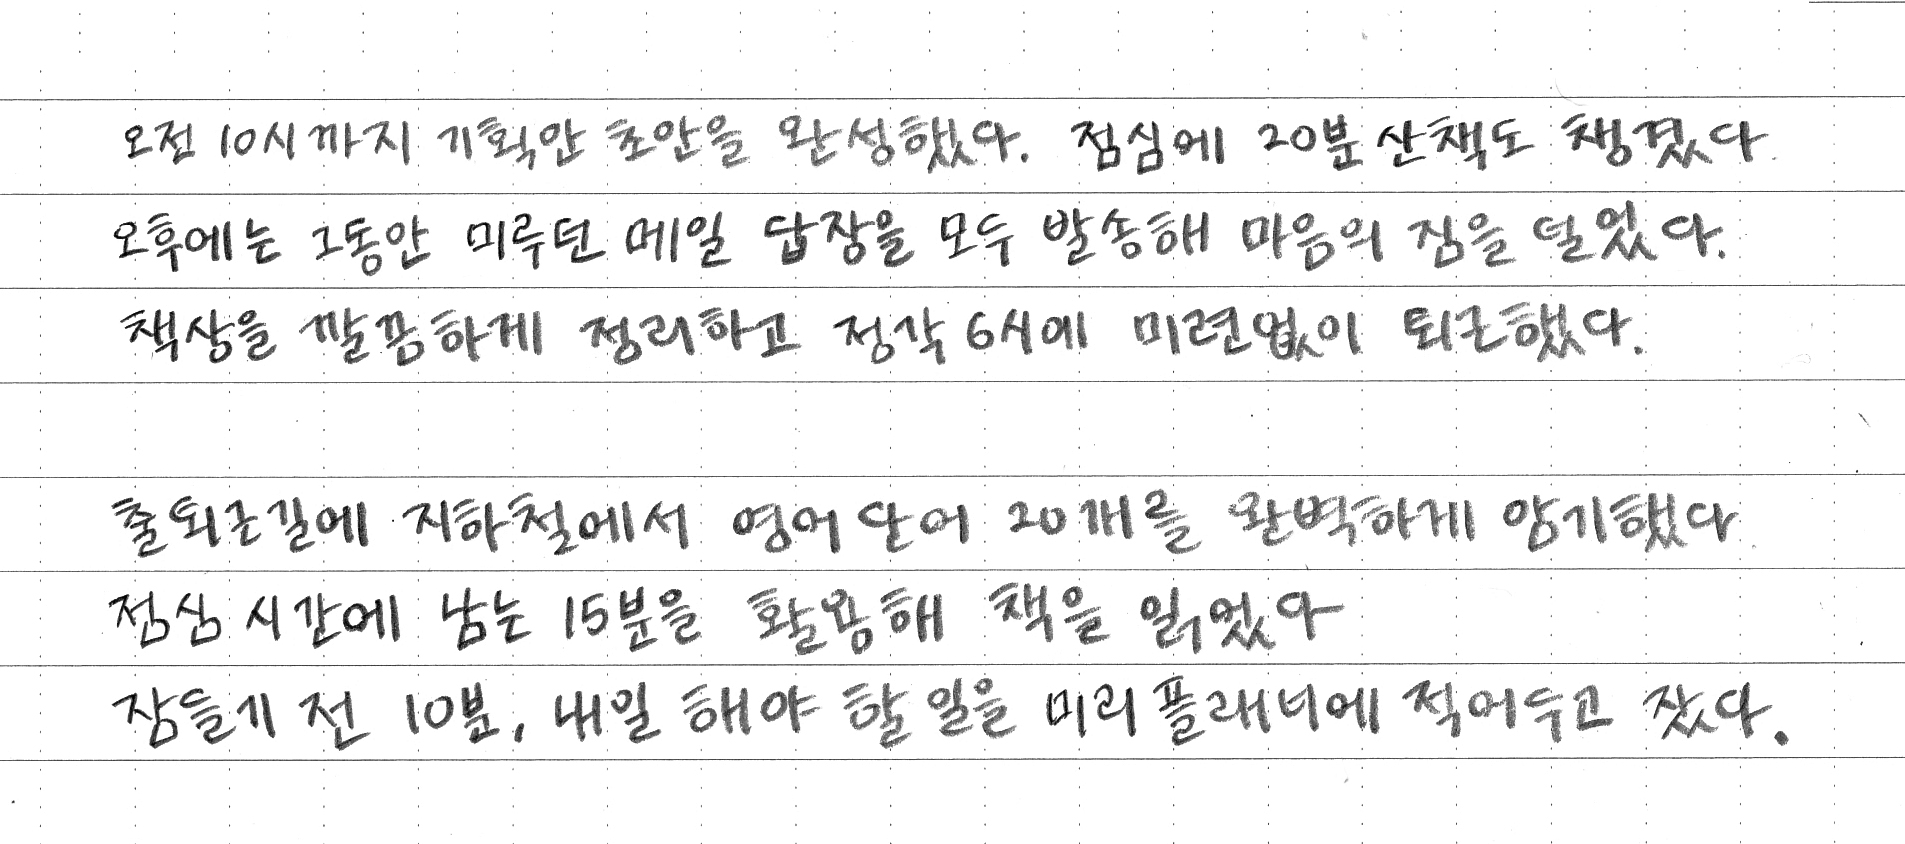 오전 10시까지 기획안 초안을 완성했다. 점심에 20분 산책도 챙겼다.
오후에는 그동안 미루던 메일 답장을 모두 발송해 마음의 짐을 덜었다.
책상을 깔끔하게 정리하고 정각 6시에 미련없이 퇴근했다.
출퇴근길에 지하철에서 영어 단어 20개를 완벽하게 암기했다.
점심 시간에 남는 15분을 활용해 책을 읽었다
잠들기 전 10분, 내일 해야 할 일을 미리 플래너에 적어두고 잤다.